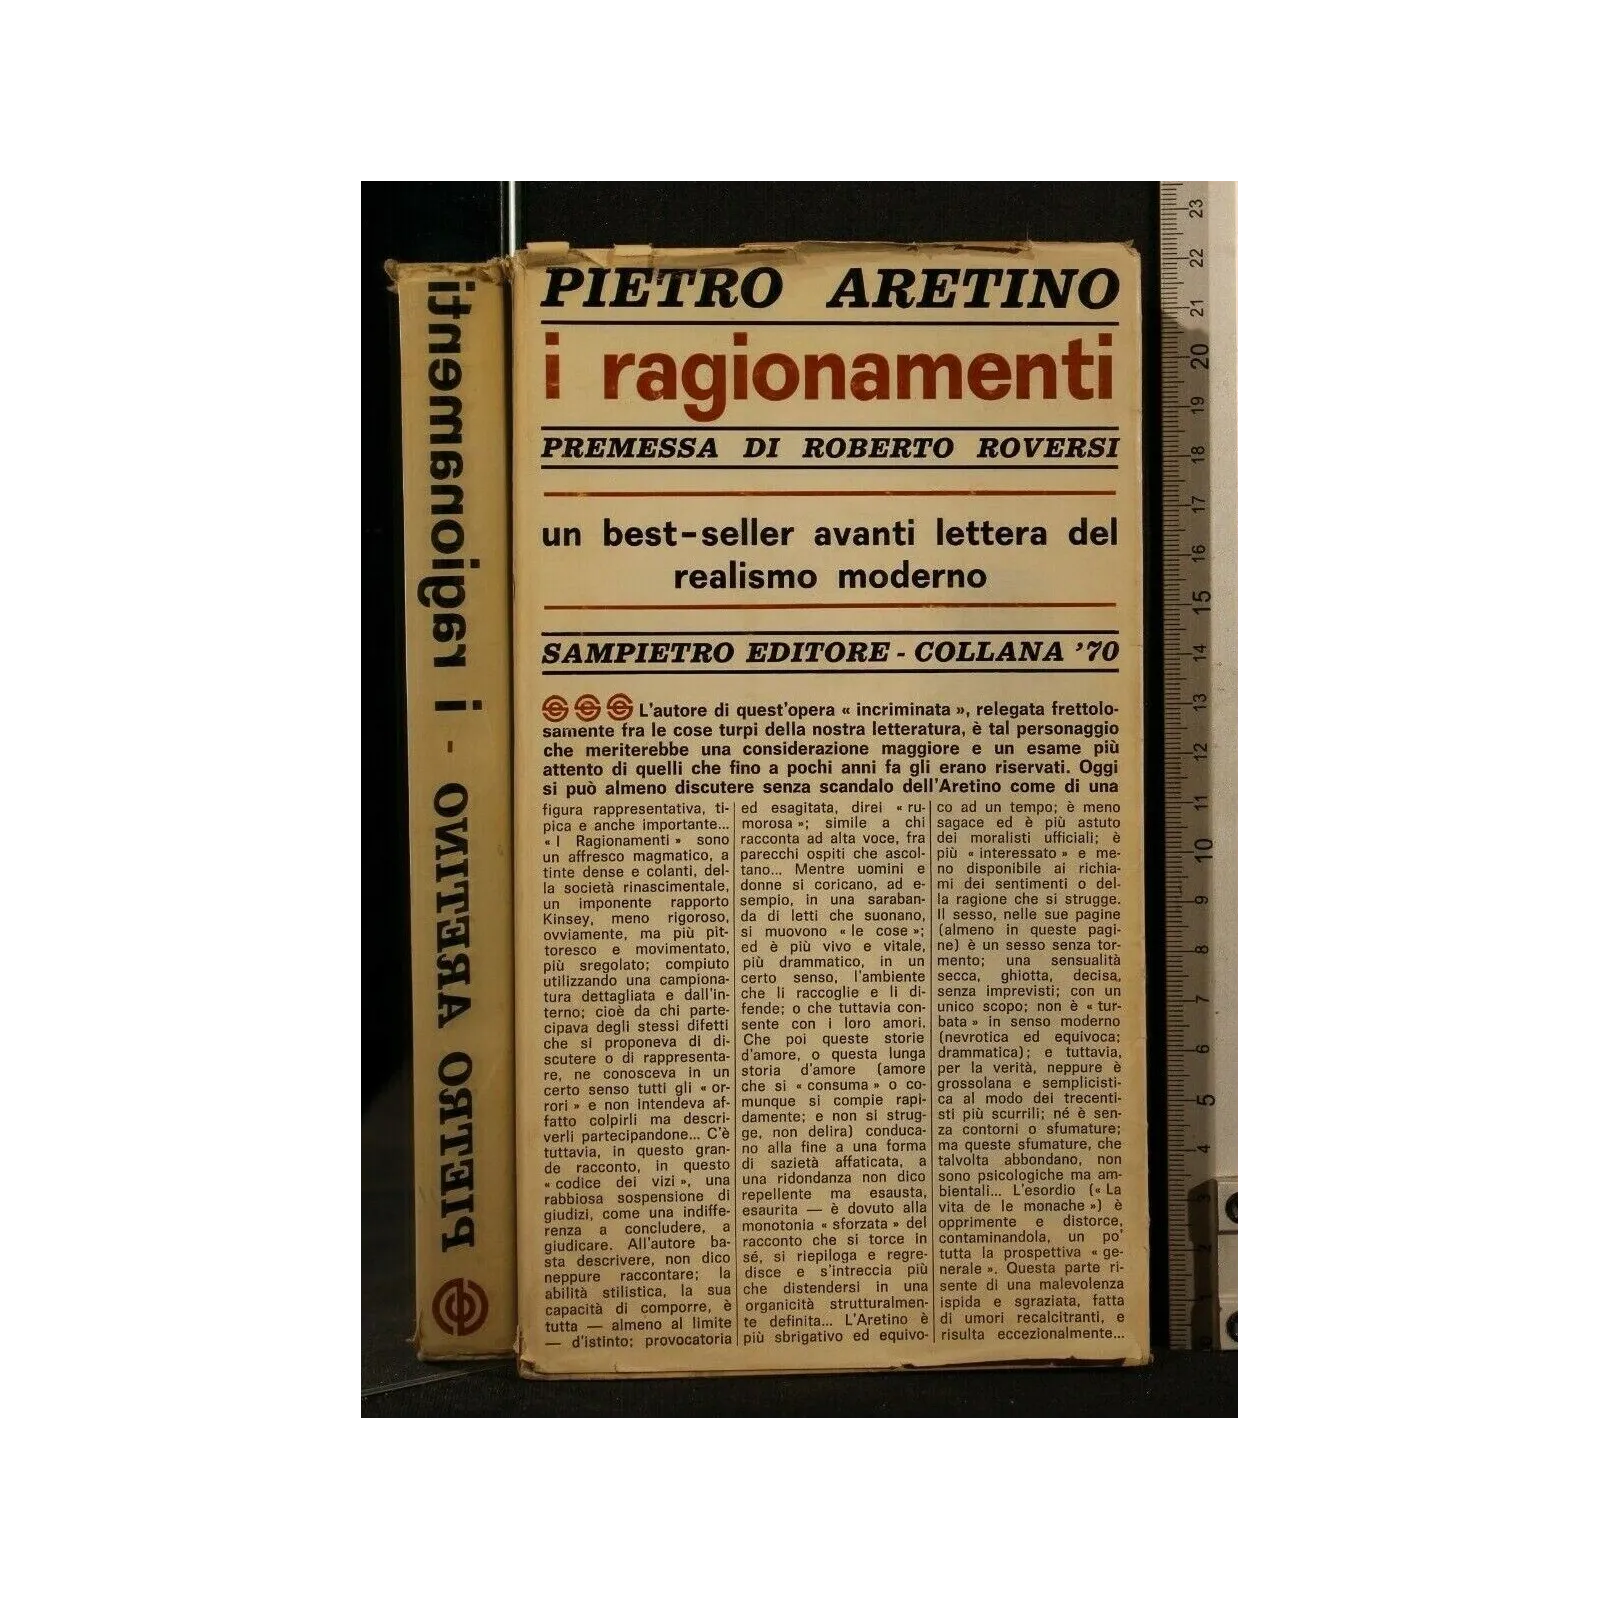 PIETRO ARETINO
i ragionamenti
PREMESSA DI ROBERTO ROVERSI
un best-seller avanti lettera del
realismo moderno
SAMPIETRO EDITORE - COLLANA '70
L'autore di quest'opera « incriminata », relegata frettolo-
samente fra le cose turpi della nostra letteratura, è tal personaggio
che meriterebbe una considerazione maggiore e un esame più
attento di quelli che fino a pochi anni fa gli erano riservati. Oggi
si può almeno discutere senza scandalo dell'Aretino come di una
figura rappresentativa, ti-
pica e anche importante...
« I Ragionamenti » sono
un affresco magmatico, a
tinte dense e colanti, del-
la società rinascimentale,
un imponente rapporto
Kinsey, meno rigoroso,
ovviamente, ma più pit-
toresco e movimentato,
più sregolato; compiuto
utilizzando una campiona-
tura dettagliata e dall'in-
terno; cioè da chi parte-
cipava degli stessi difetti
che si proponeva di di-
scutere o di rappresenta-
re, ne conosceva in un
certo senso tutti gli « or-
rori » e non intendeva af-
fatto colpirli ma descri-
verli partecipandone... C'è
tuttavia, in questo gran-
de racconto, in questo
« codice dei vizi », una
rabbiosa sospensione di
giudizi, come una indiffe-
renza a concludere, a
giudicare. All'autore ba-
sta descrivere, non dico
neppure raccontare; la
abilità stilistica, la sua
capacità di comporre, è
tutta — almeno al limite
— d'istinto; provocatoria
ed esagitata, direi « ru-
morosa »; simile a chi
racconta ad alta voce, fra
parecchi ospiti che ascol-
tano... Mentre uomini e
donne si coricano, ad e-
sempio, in una saraban-
da di letti che suonano,
si muovono « le cose »;
ed è più vivo e vitale,
più drammatico, in un
certo senso, l'ambiente
che li raccoglie e li di-
fende; o che tuttavia con-
sente con i loro amori.
Che poi queste storie
d'amore, o questa lunga
storia d'amore (amore
che si « consuma » o co-
munque si compie rapi-
damente; e non si strug-
ge, non delira) conduca-
no alla fine a una forma
di sazietà affaticata, a
una ridondanza non dico
repellente ma esausta,
esaurita — è dovuto alla
monotonia « sforzata » del
racconto che si torce in
sé, si riepiloga e regre-
disce e s'intreccia più
che distendersi in una
organicità strutturalmen-
te definita... L'Aretino è
più sbrigativo ed equivo-
co ad un tempo; è meno
sagace ed è più astuto
dei moralisti ufficiali; è
più « interessato » e me-
no disponibile ai richia-
mi dei sentimenti o del-
la ragione che si strugge.
Il sesso, nelle sue pagine
(almeno in queste pagi-
ne) è un sesso senza tor-
mento; una sensualità
secca, ghiotta, decisa,
senza imprevisti; con un
unico scopo; non è « tur-
bata » in senso moderno
(nevrotica ed equivoca;
drammatica); e tuttavia,
per la verità, neppure è
grossolana e semplicisti-
ca al modo dei trecenti-
sti più scurrili; né è sen-
za contorni o sfumature;
ma queste sfumature, che
talvolta abbondano, non
sono psicologiche ma am-
bientali... L'esordio (« La
vita de le monache ») è
opprimente e distorce,
contaminandola, un po'
tutta la prospettiva « ge-
nerale ». Questa parte ri-
sente di una malevolenza
ispida e sgraziata, fatta
di umori recalcitranti, e
risulta eccezionalmente...
PIETRO ARETINO - i ragionamenti
23
22
21
20
19
18
17
16
15
14
13
12
11
10
9
8
7
6
5
4
3
2
1